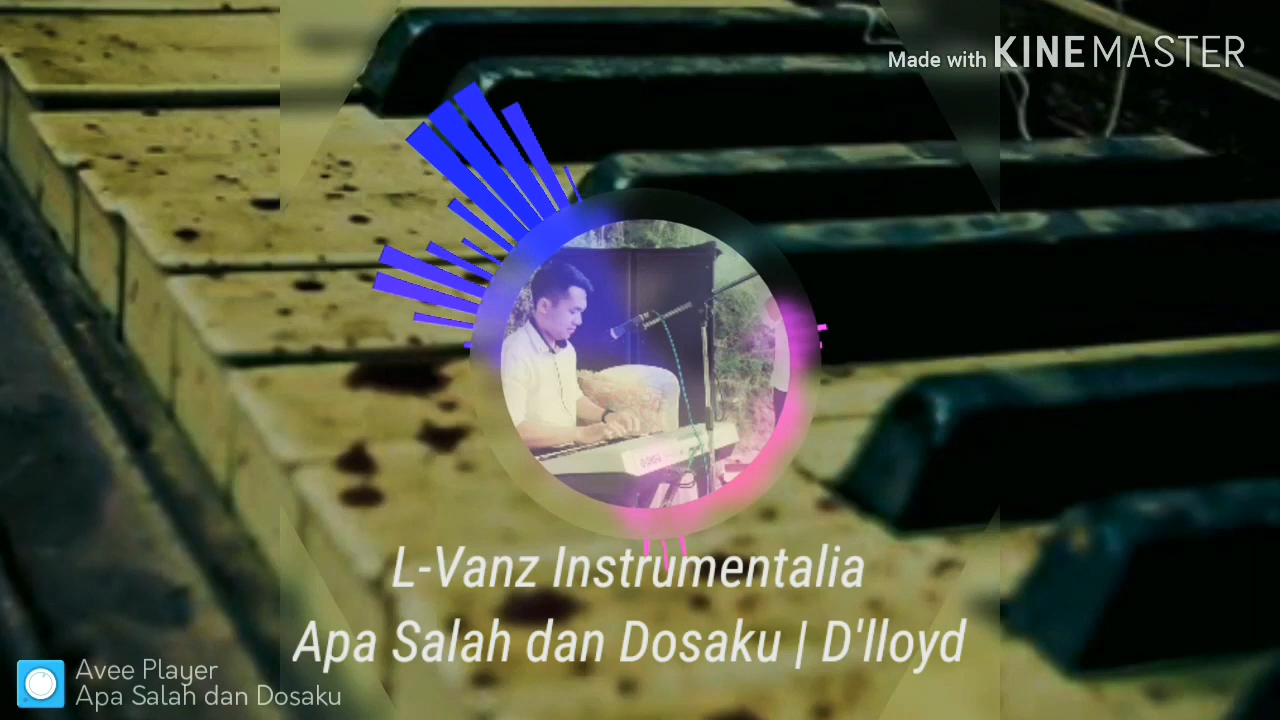 Made with KINEMASTER
L-Vanz Instrumentalia
Apa Salah dan Dosaku | D'lloyd
Avee Player
Apa Salah dan Dosaku